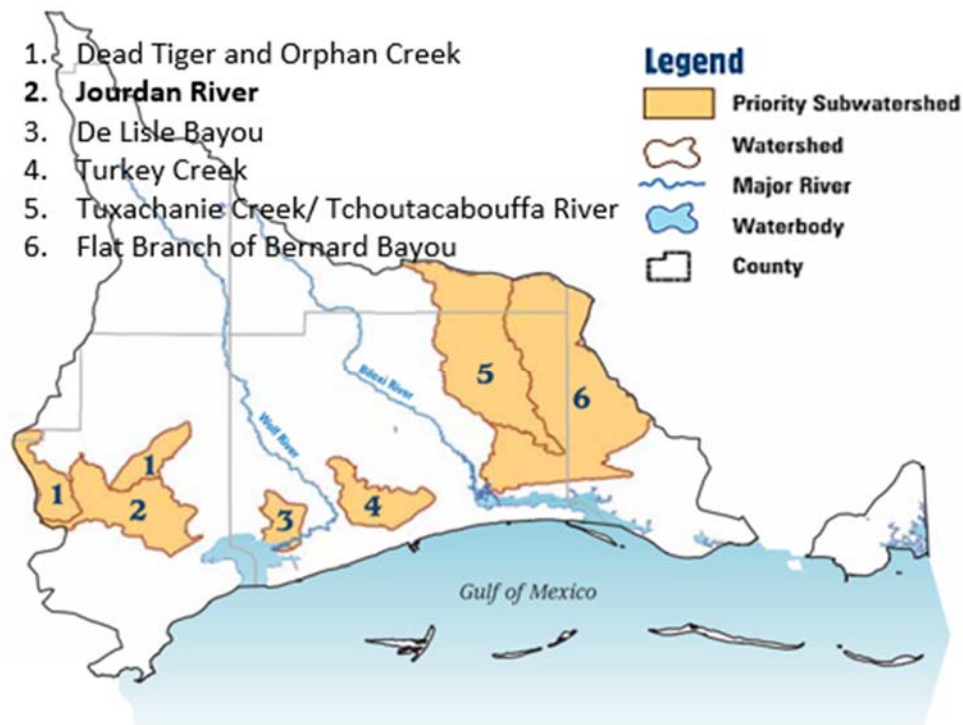 1. Dead Tiger and Orphan Creek
2. Jourdan River
3. De Lisle Bayou
4. Turkey Creek
5. Tuxachanie Creek/ Tchoutacabouffa River
6. Flat Branch of Bernard Bayou
Legend
Priority Subwatershed
Watershed
Major River
Waterbody
County
5
6
Biloxi River
Wolf River
1
1
2
3
4
Gulf of Mexico